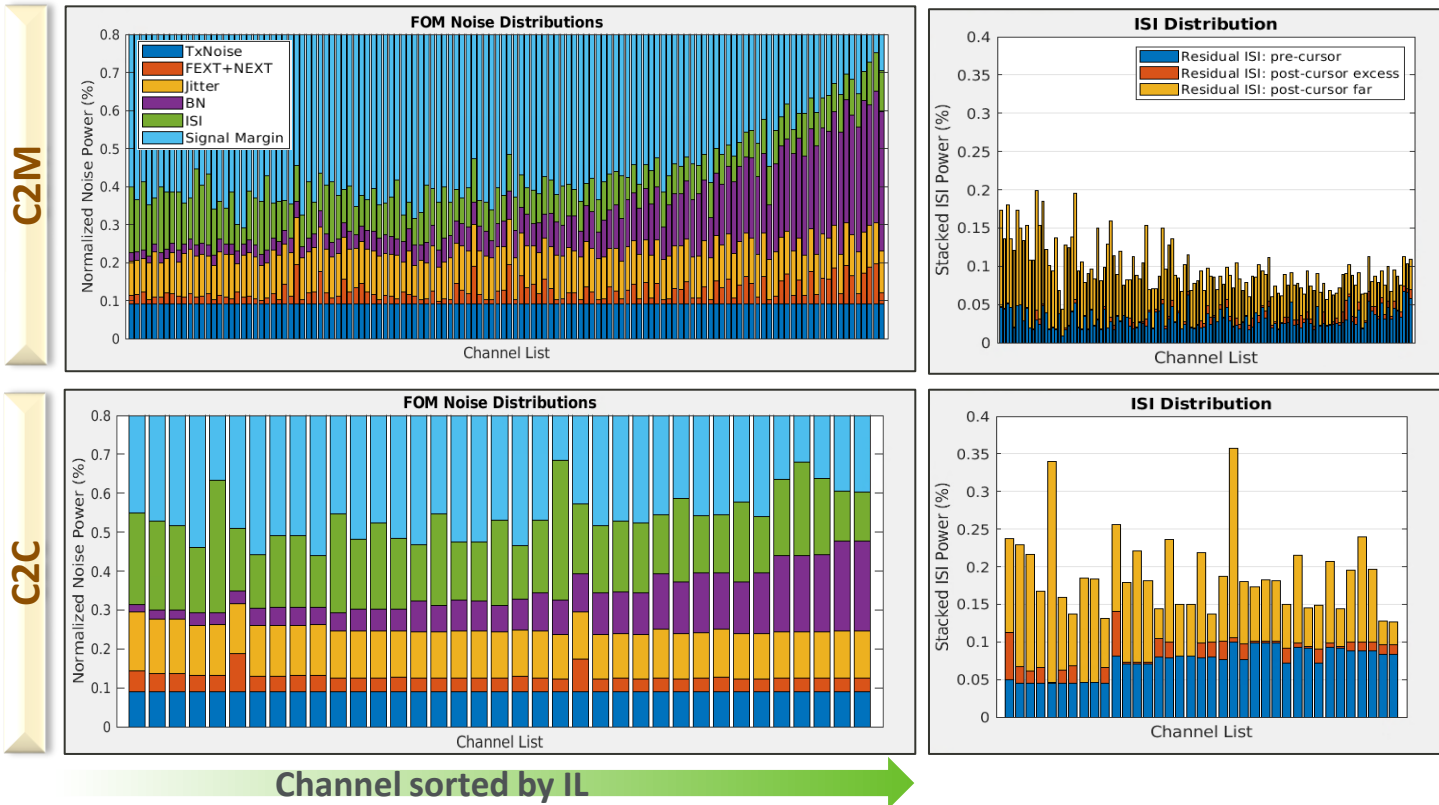 C2M
FOM Noise Distributions
Normalized Noise Power (%)
0.8
0.7
0.6
0.5
0.4
0.3
0.2
0.1
0
TxNoise
FEXT+NEXT
Jitter
BN
ISI
Signal Margin
Channel List
ISI Distribution
Stacked ISI Power (%)
0.4
0.35
0.3
0.25
0.2
0.15
0.1
0.05
0
Residual ISI: pre-cursor
Residual ISI: post-cursor excess
Residual ISI: post-cursor far
Channel List
C2C
FOM Noise Distributions
Normalized Noise Power (%)
0.8
0.7
0.6
0.5
0.4
0.3
0.2
0.1
0
Channel List
ISI Distribution
Stacked ISI Power (%)
0.4
0.35
0.3
0.25
0.2
0.15
0.1
0.05
0
Channel List
Channel sorted by IL